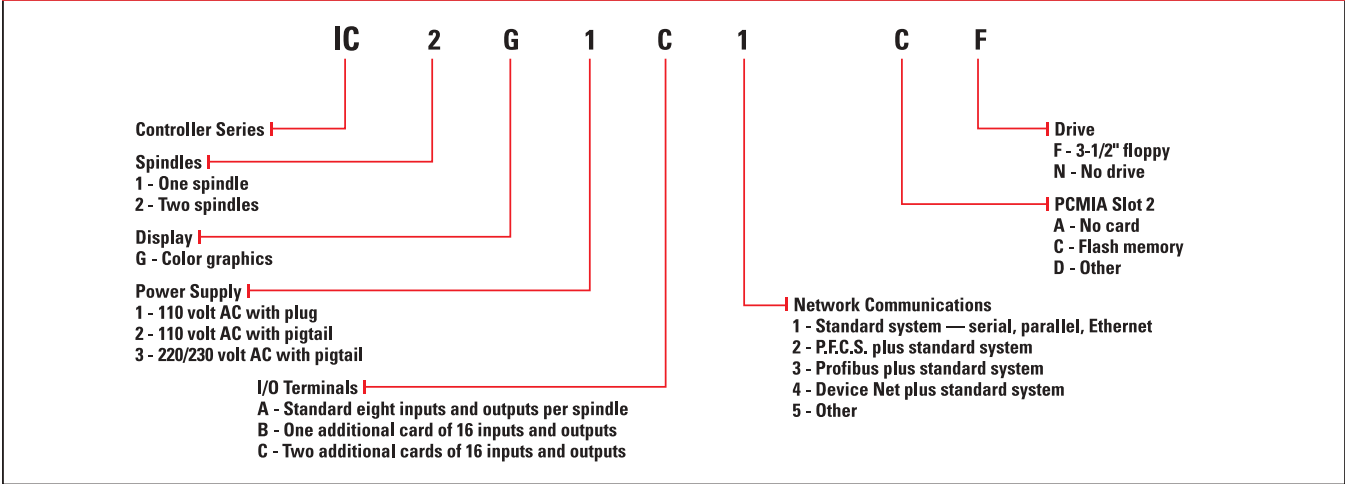 IC 2 G 1 C 1 C F
Controller Series
Spindles
1 - One spindle
2 - Two spindles
Display
G - Color graphics
Power Supply
1 - 110 volt AC with plug
2 - 110 volt AC with pigtail
3 - 220/230 volt AC with pigtail
I/O Terminals
A - Standard eight inputs and outputs per spindle
B - One additional card of 16 inputs and outputs
C - Two additional cards of 16 inputs and outputs
Network Communications
1 - Standard system — serial, parallel, Ethernet
2 - P.F.C.S. plus standard system
3 - Profibus plus standard system
4 - Device Net plus standard system
5 - Other
PCMIA Slot 2
A - No card
C - Flash memory
D - Other
Drive
F - 3-1/2" floppy
N - No drive